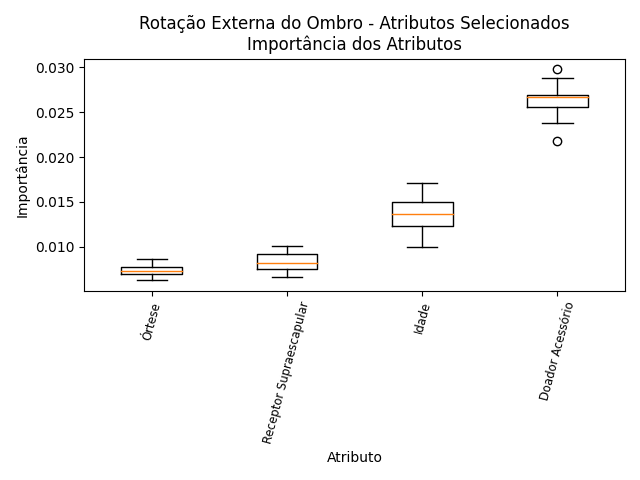 Rotação Externa do Ombro - Atributos Selecionados
Importância dos Atributos
0.030
0.025
0.020
0.015
0.010
Importância
Órtese
Receptor Supraescapular
Idade
Doador Acessório
Atributo